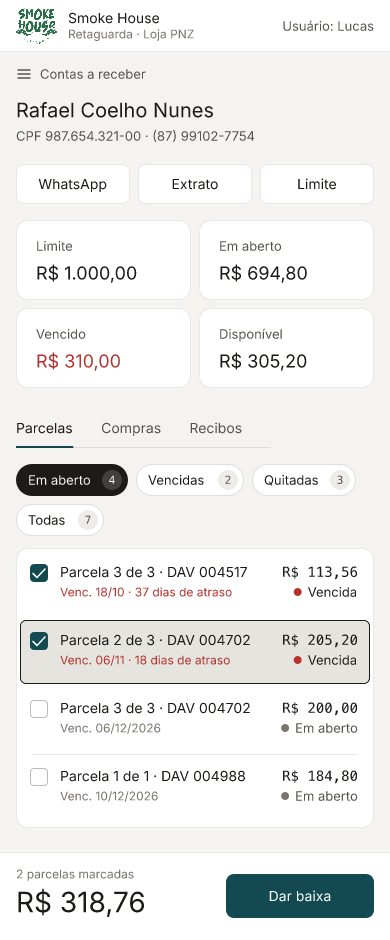 SMOKE
HOUSE
Smoke House
Retaguarda · Loja PNZ
Usuário: Lucas
Contas a receber
Rafael Coelho Nunes
CPF 987.654.321-00 · (87) 99102-7754
WhatsApp
Extrato
Limite
Limite
R$ 1.000,00
Em aberto
R$ 694,80
Vencido
R$ 310,00
Disponível
R$ 305,20
Parcelas
Compras
Recibos
Em aberto 4
Vencidas 2
Quitadas 3
Todas 7
Parcela 3 de 3 · DAV 004517 R$ 113,56
Venc. 18/10 · 37 dias de atraso Vencida
Parcela 2 de 3 · DAV 004702 R$ 205,20
Venc. 06/11 · 18 dias de atraso Vencida
Parcela 3 de 3 · DAV 004702 R$ 200,00
Venc. 06/12/2026 Em aberto
Parcela 1 de 1 · DAV 004988 R$ 184,80
Venc. 10/12/2026 Em aberto
2 parcelas marcadas
R$ 318,76
Dar baixa